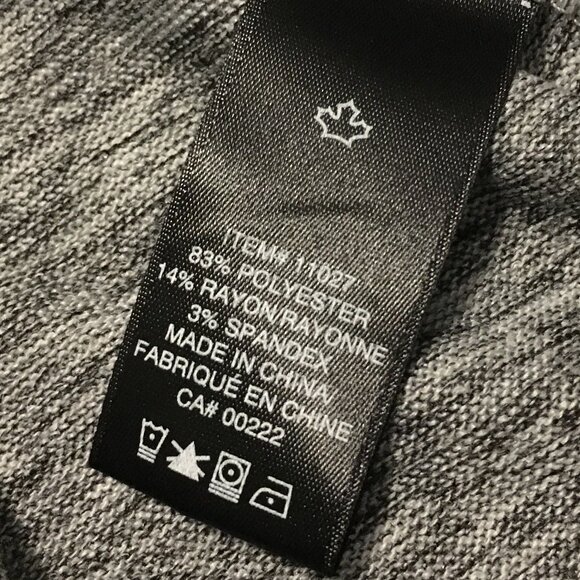 ITEM# 11027
83% POLYESTER
14% RAYON/RAYONNE
3% SPANDEX
MADE IN CHINA
FABRIQUÉ EN CHINE
CA# 00222